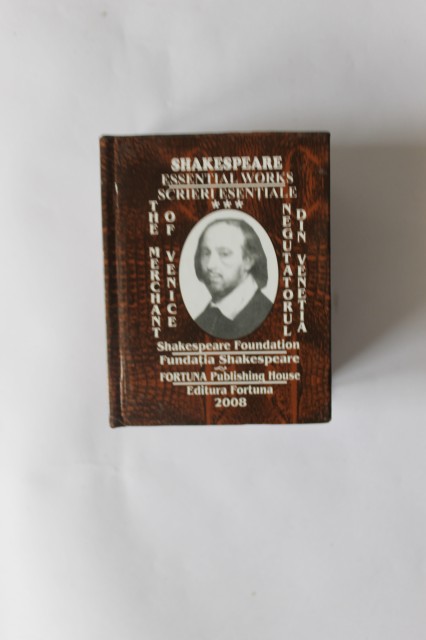 SHAKESPEARE
ESSENTIAL WORKS
SCRIERI ESENTIALE
***
THE MERCHANT
OF VENICE
NEGUTATORUL
DIN VENETIA
Shakespeare Foundation
Fundaţia Shakespeare
FORTUNA Publishing House
Editura Fortuna
2008